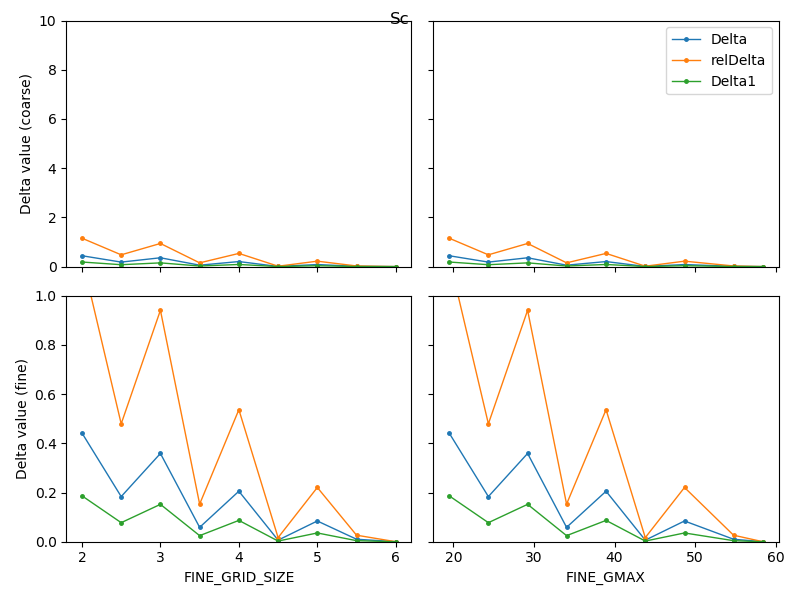 Sc
10
8
6
4
2
0
Delta value (coarse)
Delta
relDelta
Delta1
1.0
0.8
0.6
0.4
0.2
0.0
Delta value (fine)
2 3 4 5 6
FINE_GRID_SIZE
20 30 40 50 60
FINE_GMAX